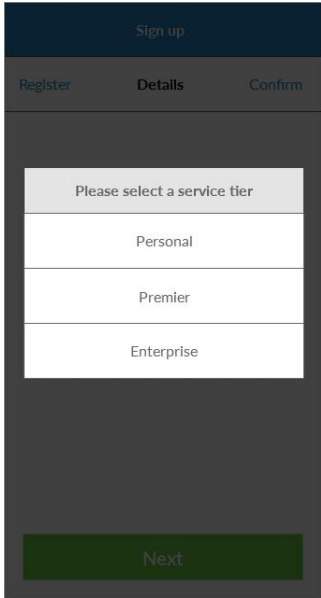 Sign up
Register Details Confirm
Please select a service tier
Personal
Premier
Enterprise
Next